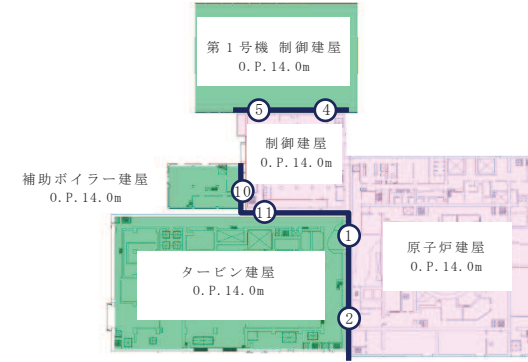 第1号機 制御建屋
O.P.14.0m
⑤
④
制御建屋
O.P.14.0m
補助ボイラー建屋
O.P.14.0m
⑩
⑪
①
原子炉建屋
O.P.14.0m
タービン建屋
O.P.14.0m
②